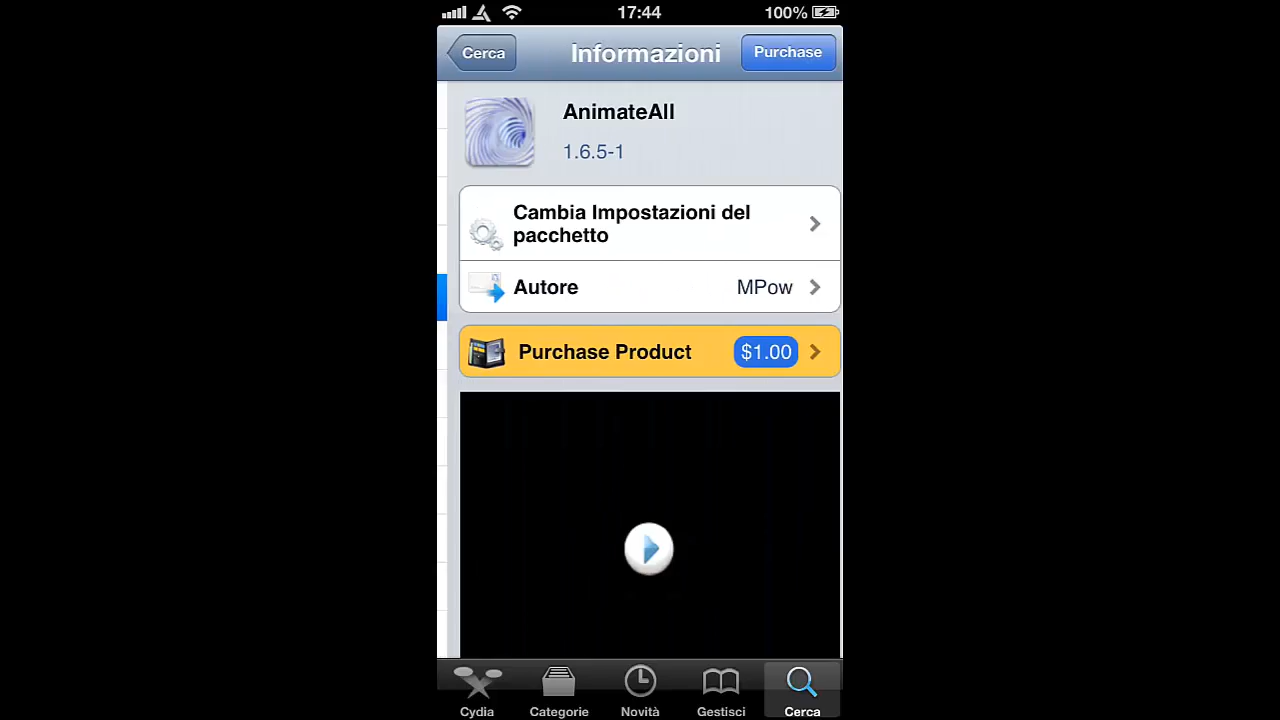 17:44
100%
Cerca
Informazioni
Purchase
AnimateAll
1.6.5-1
Cambia Impostazioni del
pacchetto
Autore
MPow
Purchase Product
$1.00
Cydia
Categorie
Novità
Gestisci
Cerca